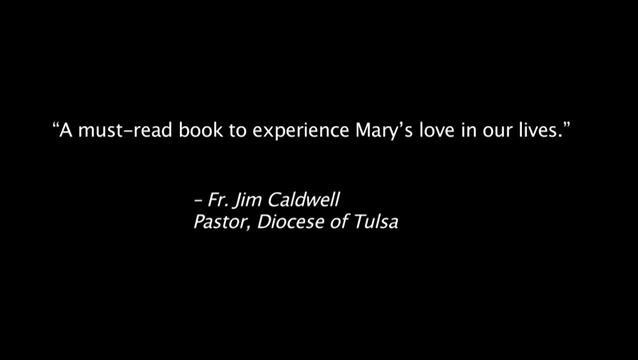 “A must-read book to experience Mary’s love in our lives.”
– Fr. Jim Caldwell
Pastor, Diocese of Tulsa